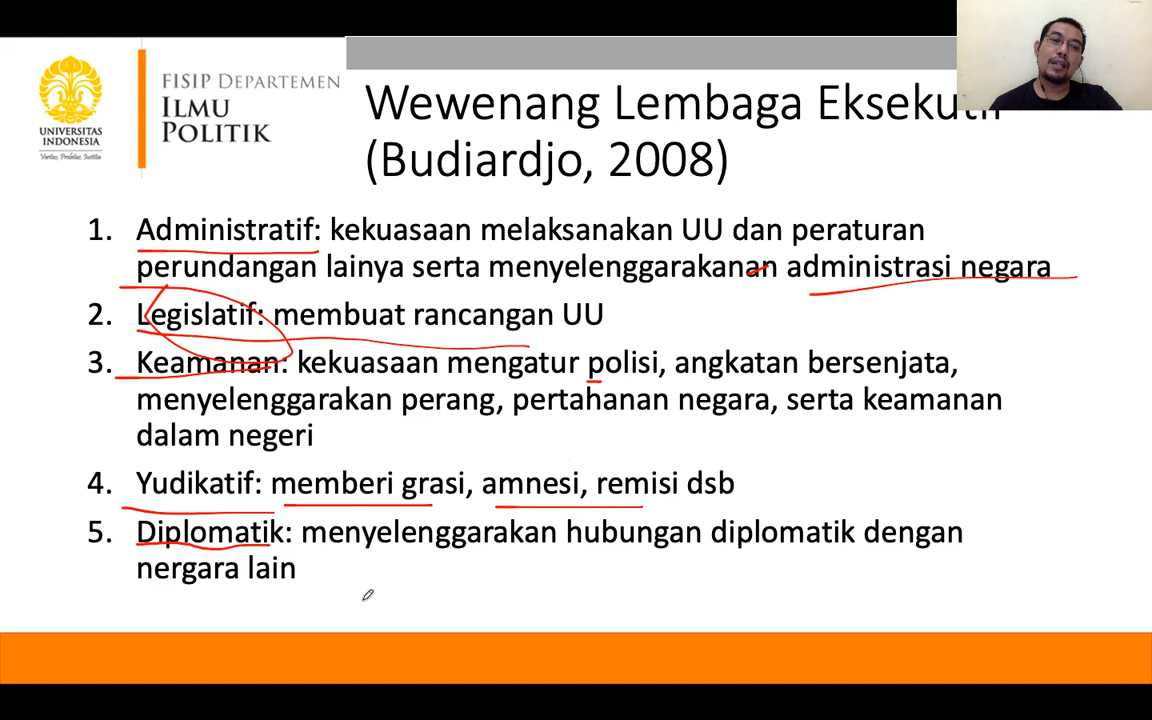 FISIP DEPARTEMEN
ILMU
POLITIK
UNIVERSITAS
INDONESIA
Veritas, Probitas, Iustitia
Wewenang Lembaga Eksekutif
(Budiardjo, 2008)
1. Administratif: kekuasaan melaksanakan UU dan peraturan
perundangan lainya serta menyelenggarakanan administrasi negara
2. Legislatif: membuat rancangan UU
3. Keamanan: kekuasaan mengatur polisi, angkatan bersenjata,
menyelenggarakan perang, pertahanan negara, serta keamanan
dalam negeri
4. Yudikatif: memberi grasi, amnesi, remisi dsb
5. Diplomatik: menyelenggarakan hubungan diplomatik dengan
nergara lain